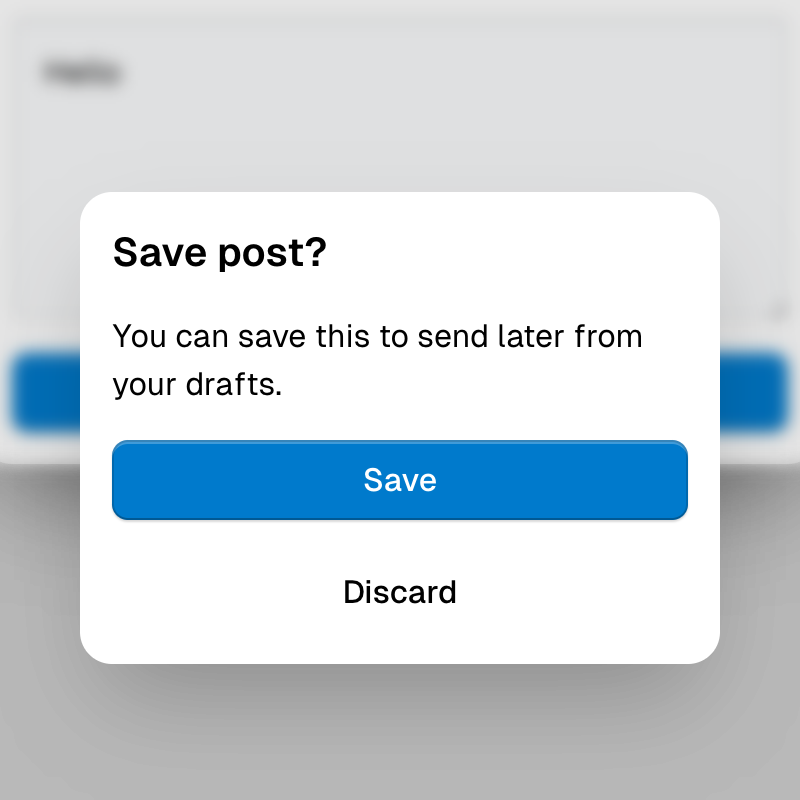 Hello
Save post?
You can save this to send later from
your drafts.
Save
Discard